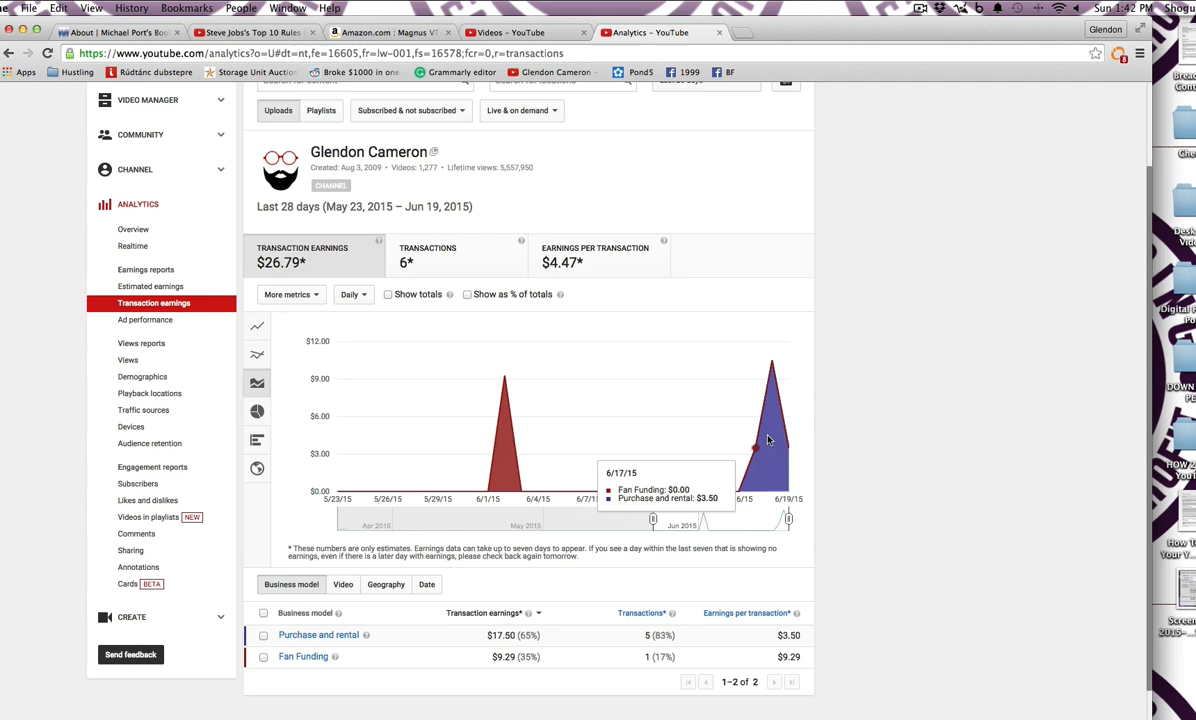 File Edit View History Bookmarks People Window Help
Sun 1:42 PM Shogu
About | Michael Port's Boo × Steve Jobs's Top 10 Rules × Amazon.com : Magnus VT × Videos - YouTube × Analytics - YouTube × Glendon
https://www.youtube.com/analytics?o=U#dt=nt,fe=16605,fr=lw-001,fs=16578;fcr=0,r=transactions
Apps Hustling Rúdtánc dubstepre Storage Unit Auction Broke $1000 in one Grammarly editor Glendon Cameron - Pond5 1999 BF
VIDEO MANAGER
COMMUNITY
CHANNEL
ANALYTICS
Overview
Realtime
Earnings reports
Estimated earnings
Transaction earnings
Ad performance
Views reports
Views
Demographics
Playback locations
Traffic sources
Devices
Audience retention
Engagement reports
Subscribers
Likes and dislikes
Videos in playlists NEW
Comments
Sharing
Annotations
Cards BETA
CREATE
Send feedback
Uploads Playlists Subscribed & not subscribed Live & on demand
Glendon Cameron
Created: Aug 3, 2009 • Videos: 1,277 • Lifetime views: 5,557,950
CHANNEL
Last 28 days (May 23, 2015 – Jun 19, 2015)
TRANSACTION EARNINGS TRANSACTIONS EARNINGS PER TRANSACTION
$26.79* 6* $4.47*
More metrics Daily Show totals Show as % of totals
$12.00
$9.00
$6.00
$3.00
$0.00
5/23/15 5/26/15 5/29/15 6/1/15 6/4/15 6/7/ 6/15 6/19/15
6/17/15
Fan Funding: $0.00
Purchase and rental: $3.50
Apr 2015 May 2015 Jun 2015
* These numbers are only estimates. Earnings data can take up to seven days to appear. If you see a day within the last seven that is showing no
earnings, even if there is a later day with earnings, please check back again tomorrow.
Business model Video Geography Date
Business model Transaction earnings* Transactions* Earnings per transaction*
Purchase and rental $17.50 (65%) 5 (83%) $3.50
Fan Funding $9.29 (35%) 1 (17%) $9.29
1–2 of 2
Cont
Che
Desk
Digital F
DOWN
PE
HOW 2
How T
Your Y...
Screen
2015-...